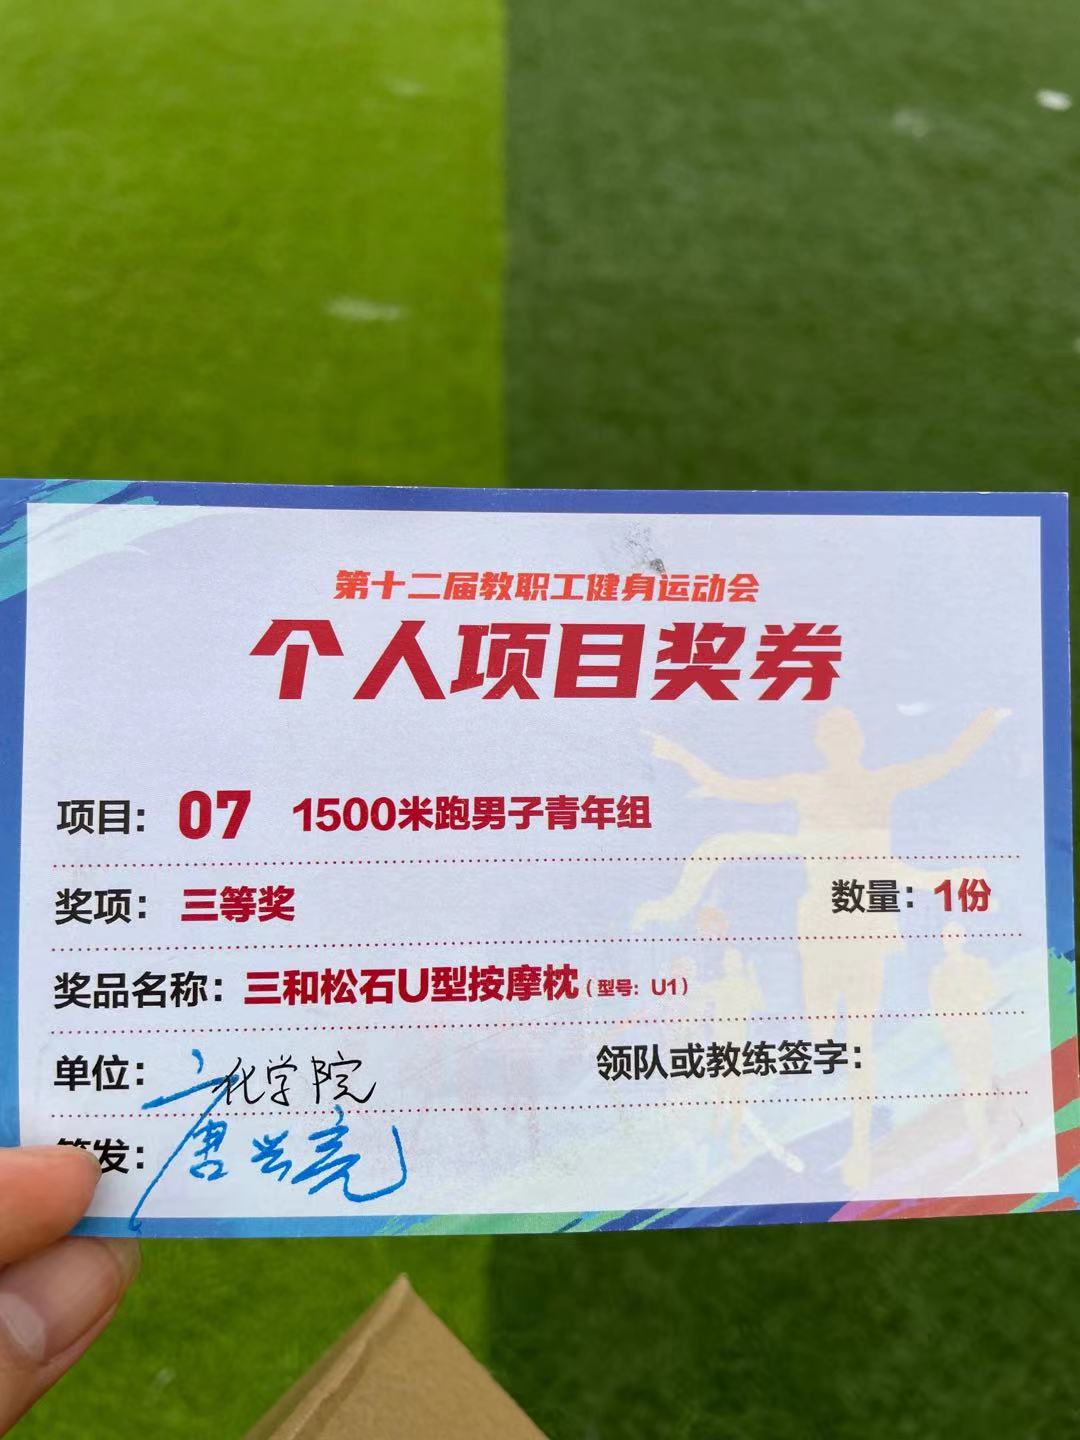 第十二届教职工健身运动会
个人项目奖券
项目：07 1500米跑男子青年组
奖项：三等奖 数量：1份
奖品名称：三和松石U型按摩枕（型号：U1）
单位：化学院 领队或教练签字：
签发：唐兴亮